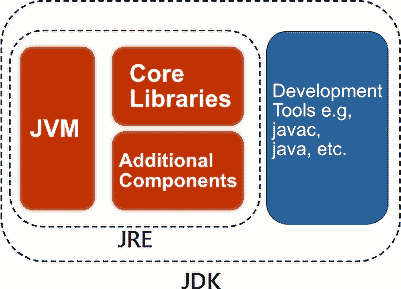 JVM
Core
Libraries
Additional
Components
Development
Tools e.g,
javac,
java, etc.
JRE
JDK